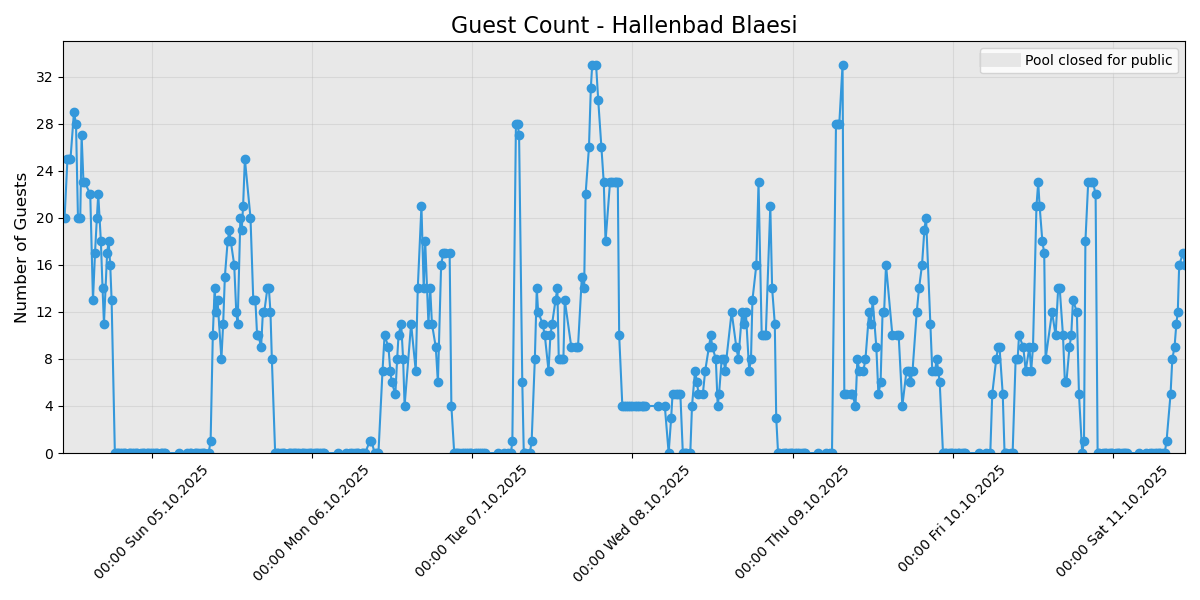 Guest Count - Hallenbad Blaesi
Pool closed for public
Number of Guests
32
28
24
20
16
12
8
4
0
00:00 Sun 05.10.2025
00:00 Mon 06.10.2025
00:00 Tue 07.10.2025
00:00 Wed 08.10.2025
00:00 Thu 09.10.2025
00:00 Fri 10.10.2025
00:00 Sat 11.10.2025